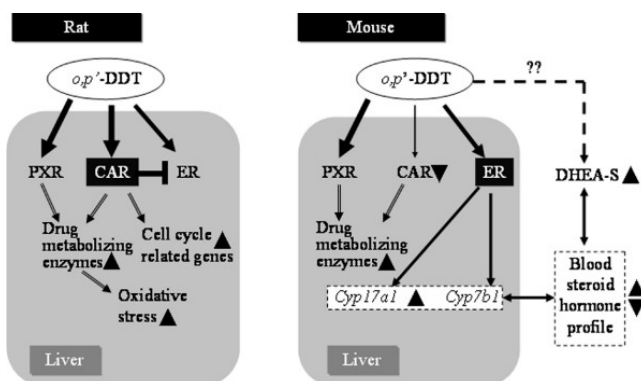 Rat
o,p'-DDT
PXR
CAR
ER
Drug
metabolizing
enzymes▲
Cell cycle▲
related genes
Oxidative
stress▲
Liver
Mouse
o,p'-DDT
??
PXR
CAR▼
ER
DHEA-S▲
Drug
metabolizing
enzymes▲
Cyp17a1 ▲ Cyp7b1
Blood
steroid
hormone
profile
▲
▼
Liver